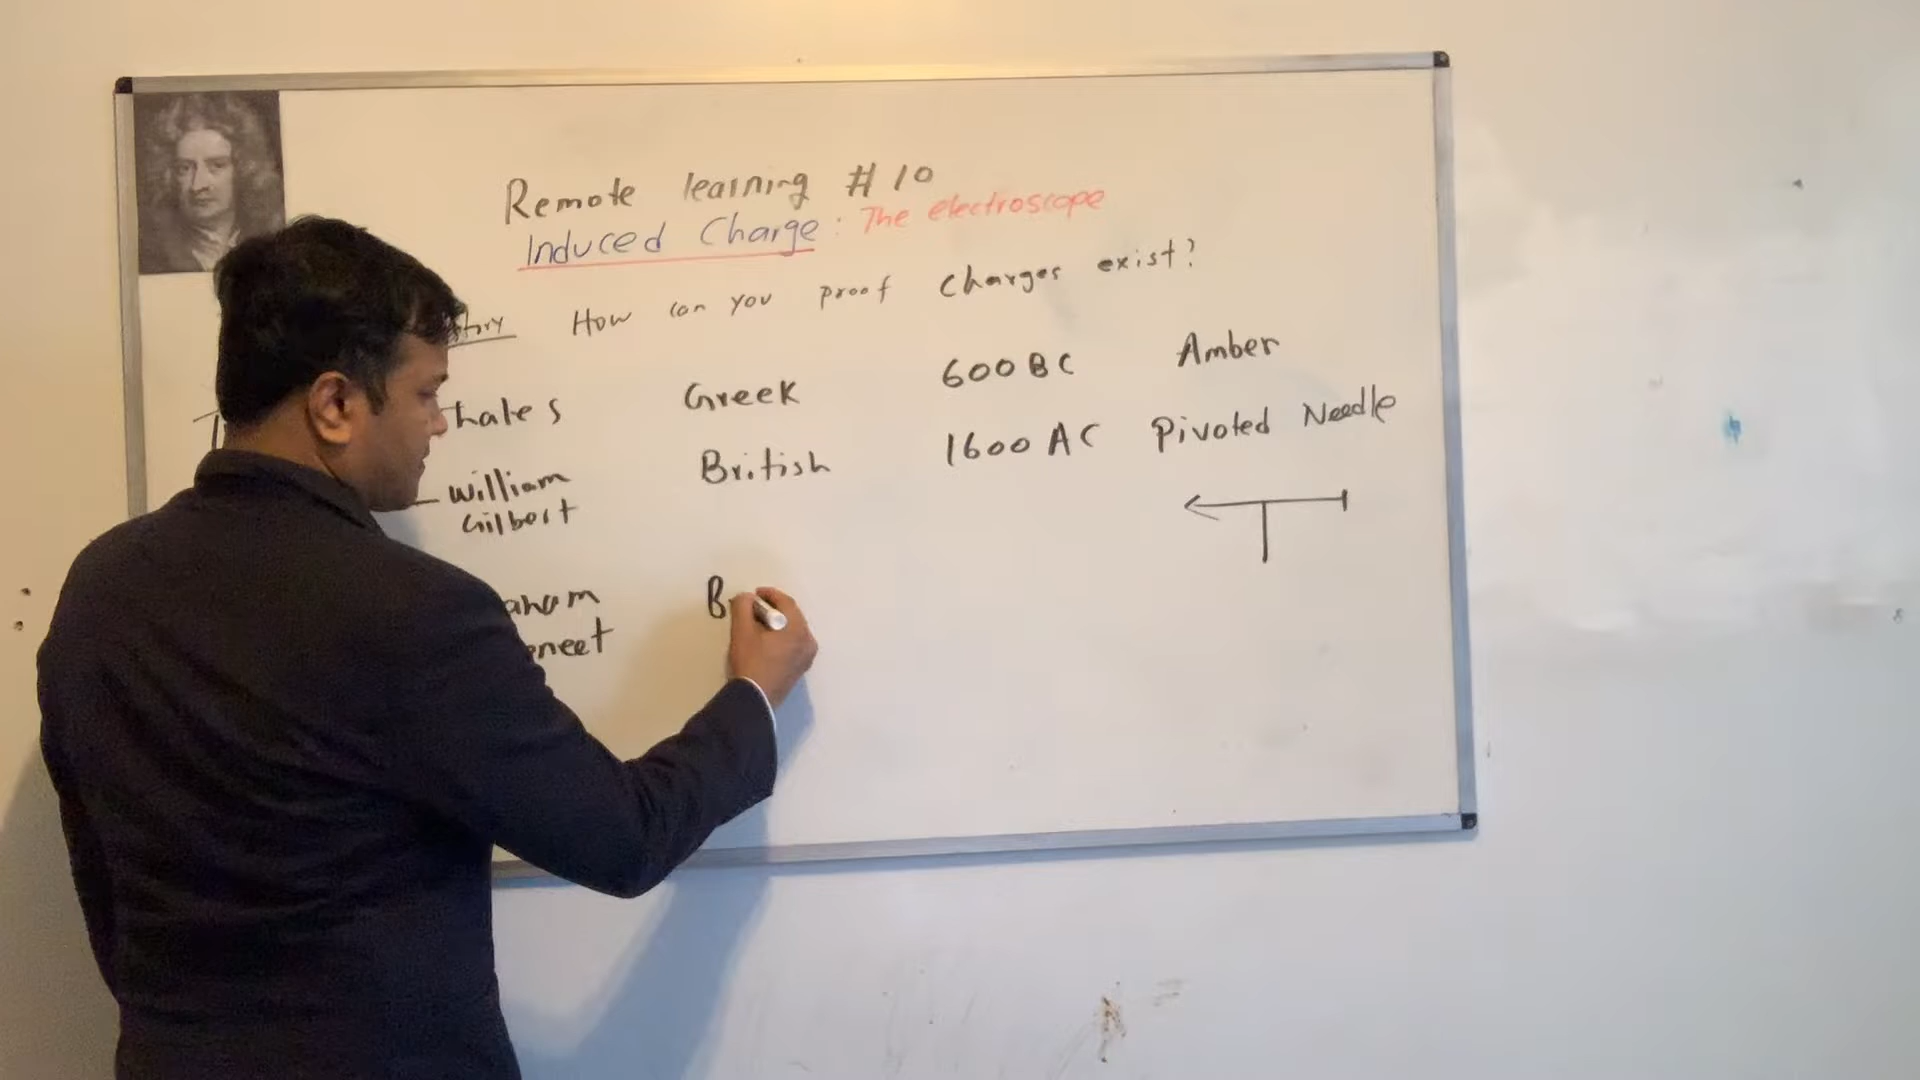 Remote learning #10
Induced Charge: The electroscope
How can you proof charges exist?
Thales Greek 600 BC Amber
William British 1600 AC Pivoted Needle
Gilbert